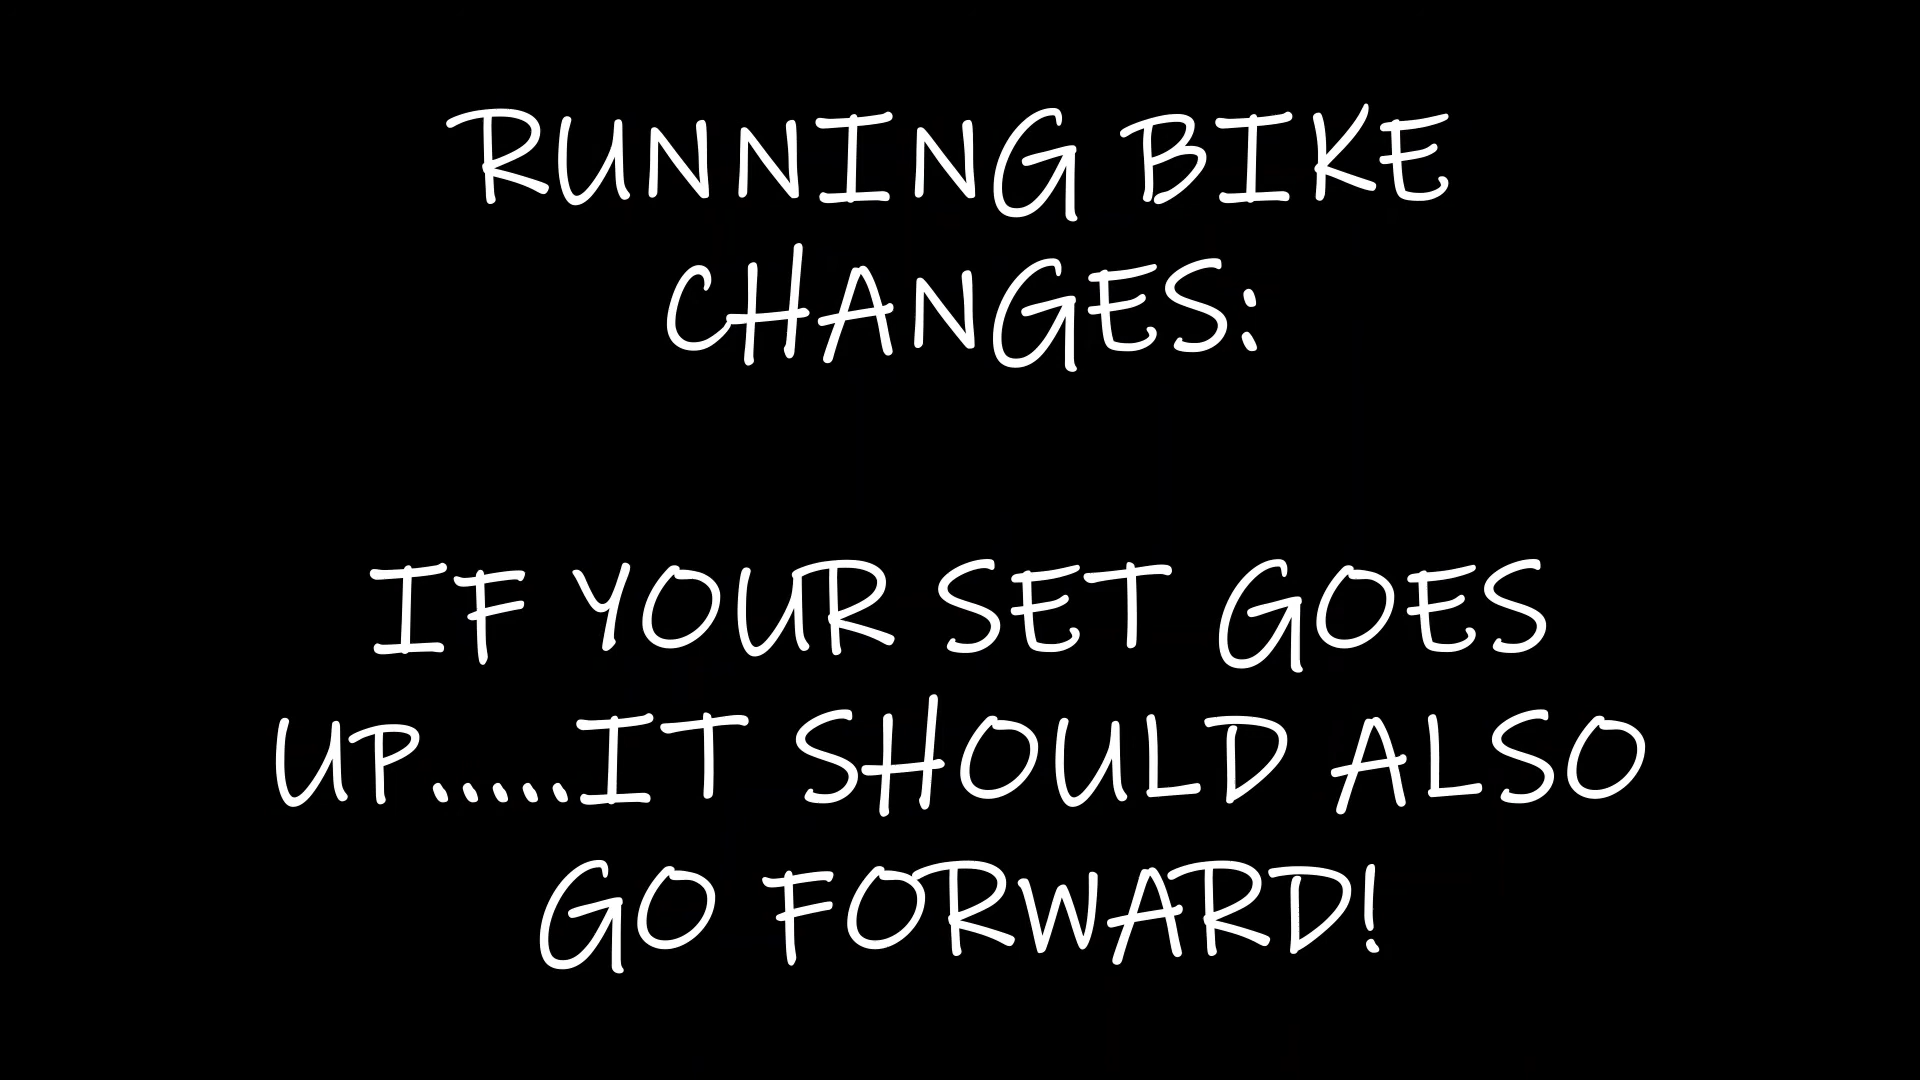 RUNNING BIKE
CHANGES:
IF YOUR SET GOES
UP.....IT SHOULD ALSO
GO FORWARD!